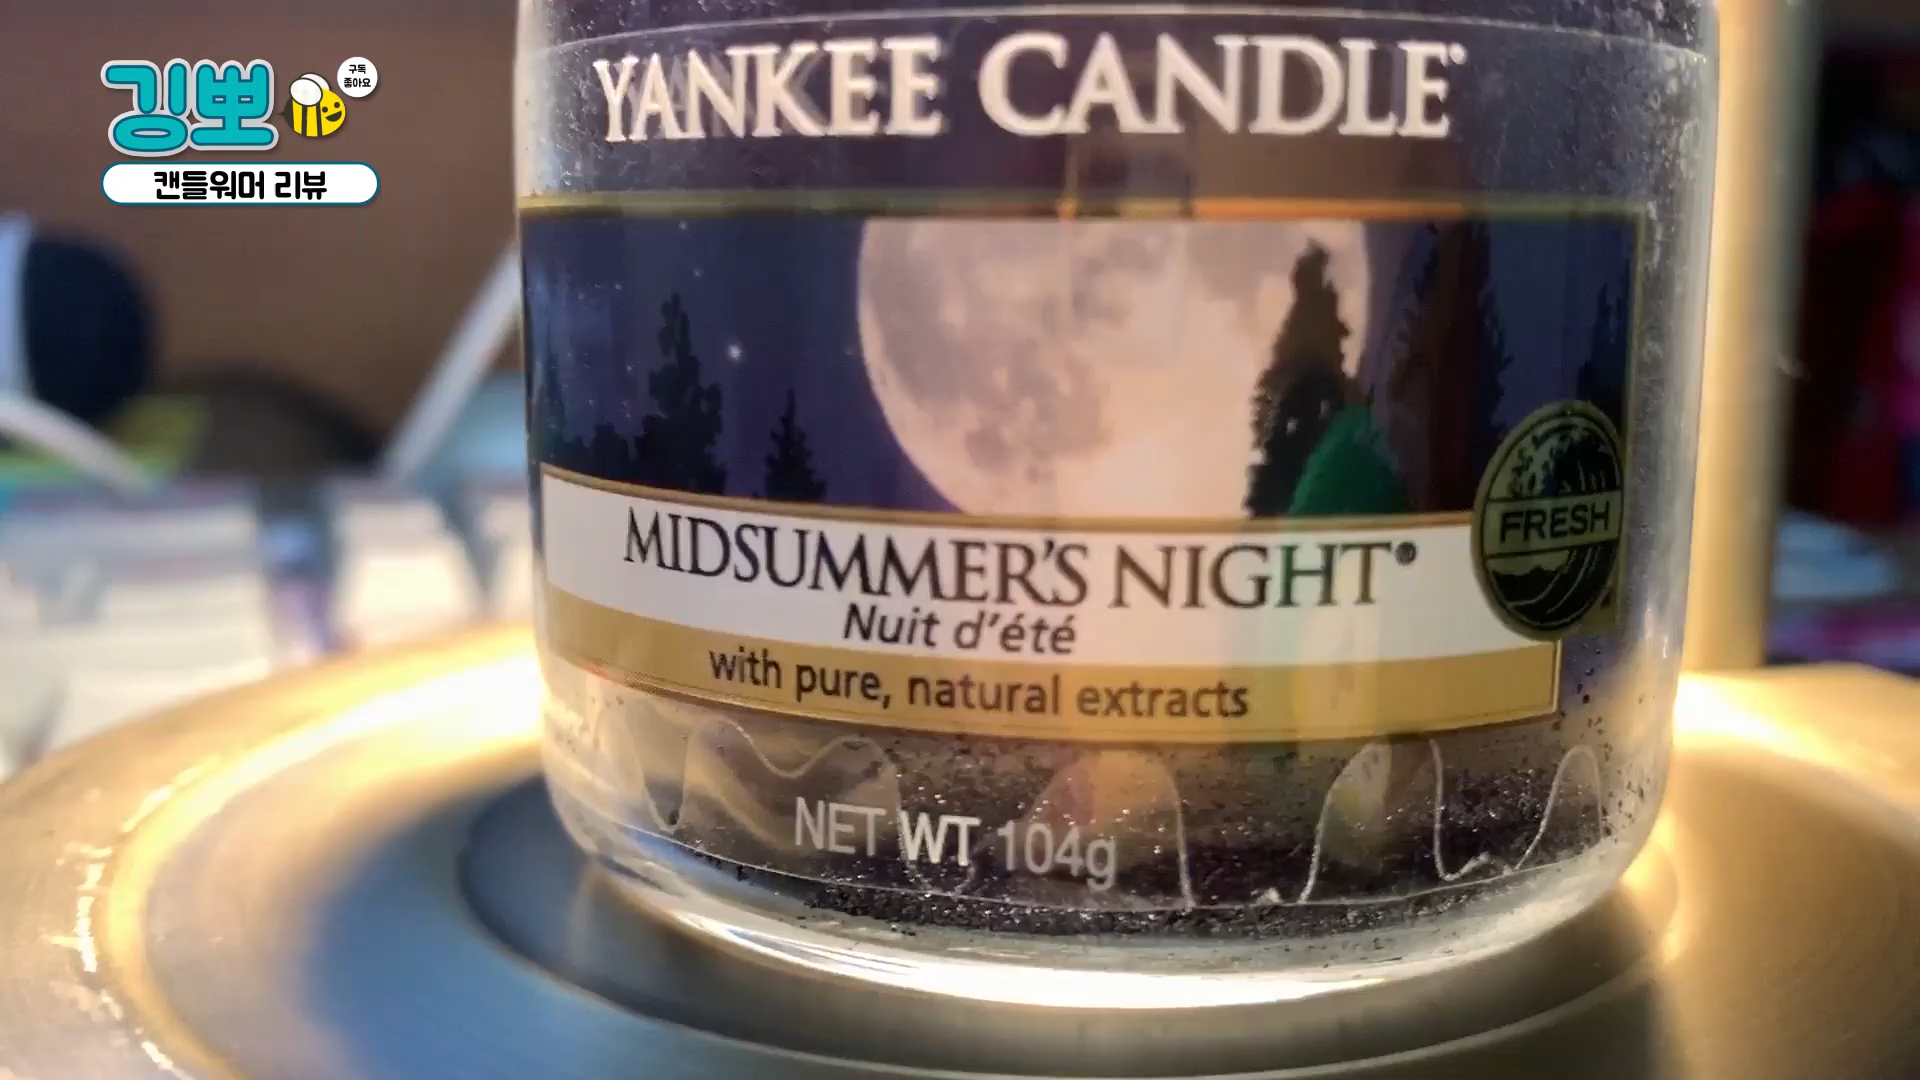 킹뽀
구독
좋아요
캔들워머 리뷰
YANKEE CANDLE®
MIDSUMMER'S NIGHT®
Nuit d'été
with pure, natural extracts
FRESH
NET WT 104g